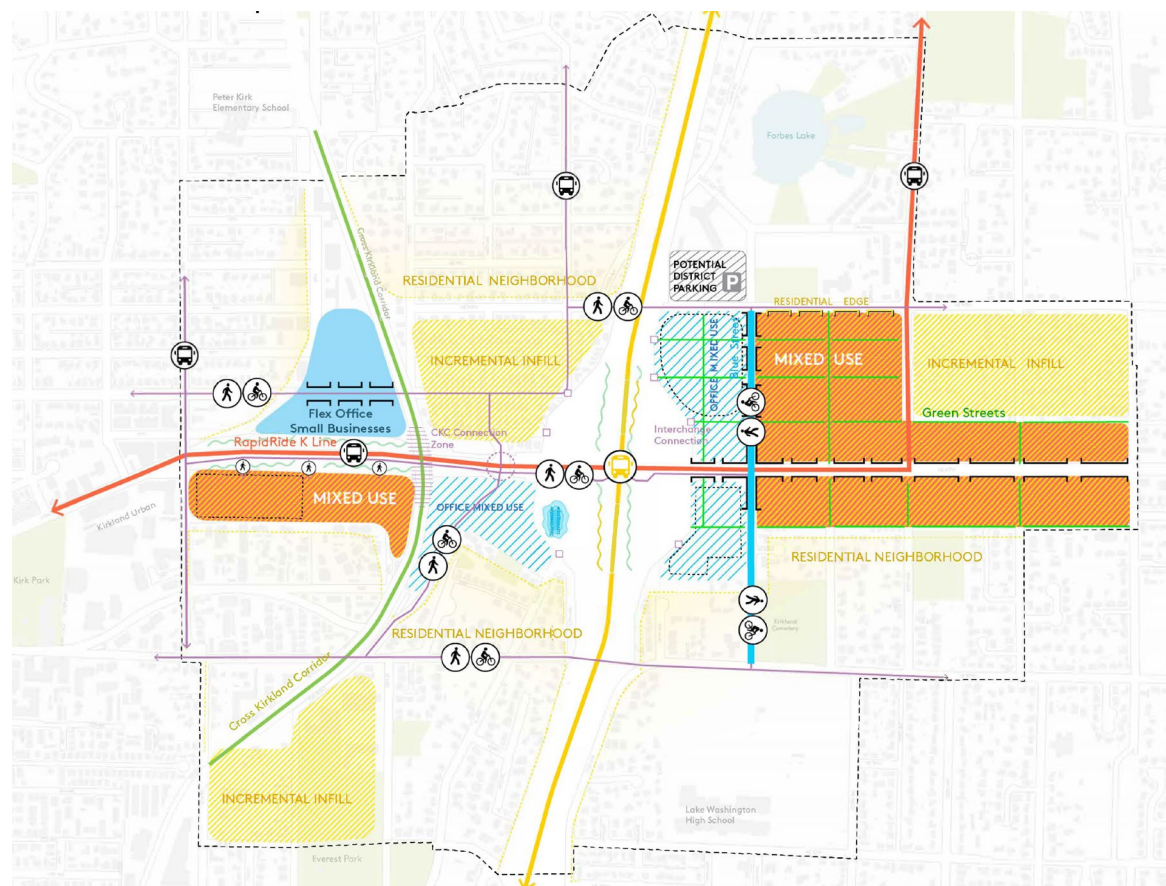 Peter Kirk
Elementary School
Forbes Lake
Cross Kirkland Corridor
RESIDENTIAL NEIGHBORHOOD
POTENTIAL
DISTRICT
PARKING
P
RESIDENTIAL EDGE
INCREMENTAL INFILL
OFFICE MIXED USE
Blue Street
MIXED USE
INCREMENTAL INFILL
Flex Office
Small Businesses
Green Streets
RapidRide K Line
CKC Connection
Zone
Interchange
Connection
MIXED USE
OFFICE MIXED USE
Kirkland Urban
RESIDENTIAL NEIGHBORHOOD
Kirk Park
RESIDENTIAL NEIGHBORHOOD
Kirkland
Cemetery
Cross Kirkland Corridor
INCREMENTAL INFILL
Lake Washington
High School
Everest Park